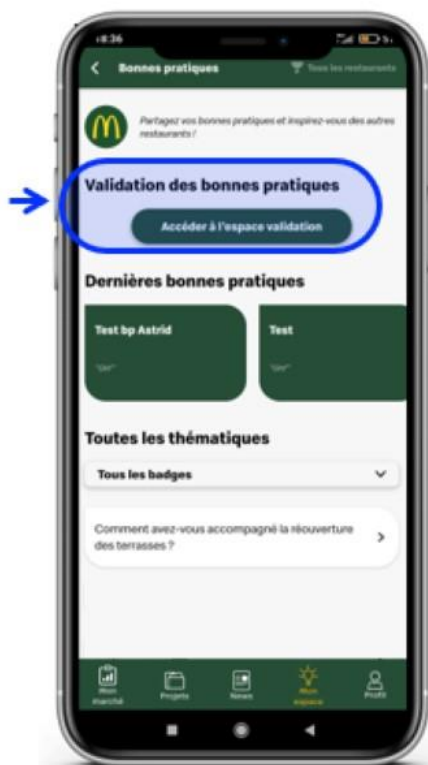 18:36
Bonnes pratiques
Tous les restaurants
Partagez vos bonnes pratiques et inspirez-vous des autres
restaurants !
Validation des bonnes pratiques
Accéder à l'espace validation
Dernières bonnes pratiques
Test bp Astrid
Test
Toutes les thématiques
Tous les badges
Comment avez-vous accompagné la réouverture
des terrasses ?
Mon
marché
Projets
News
Mon
espace
Profil